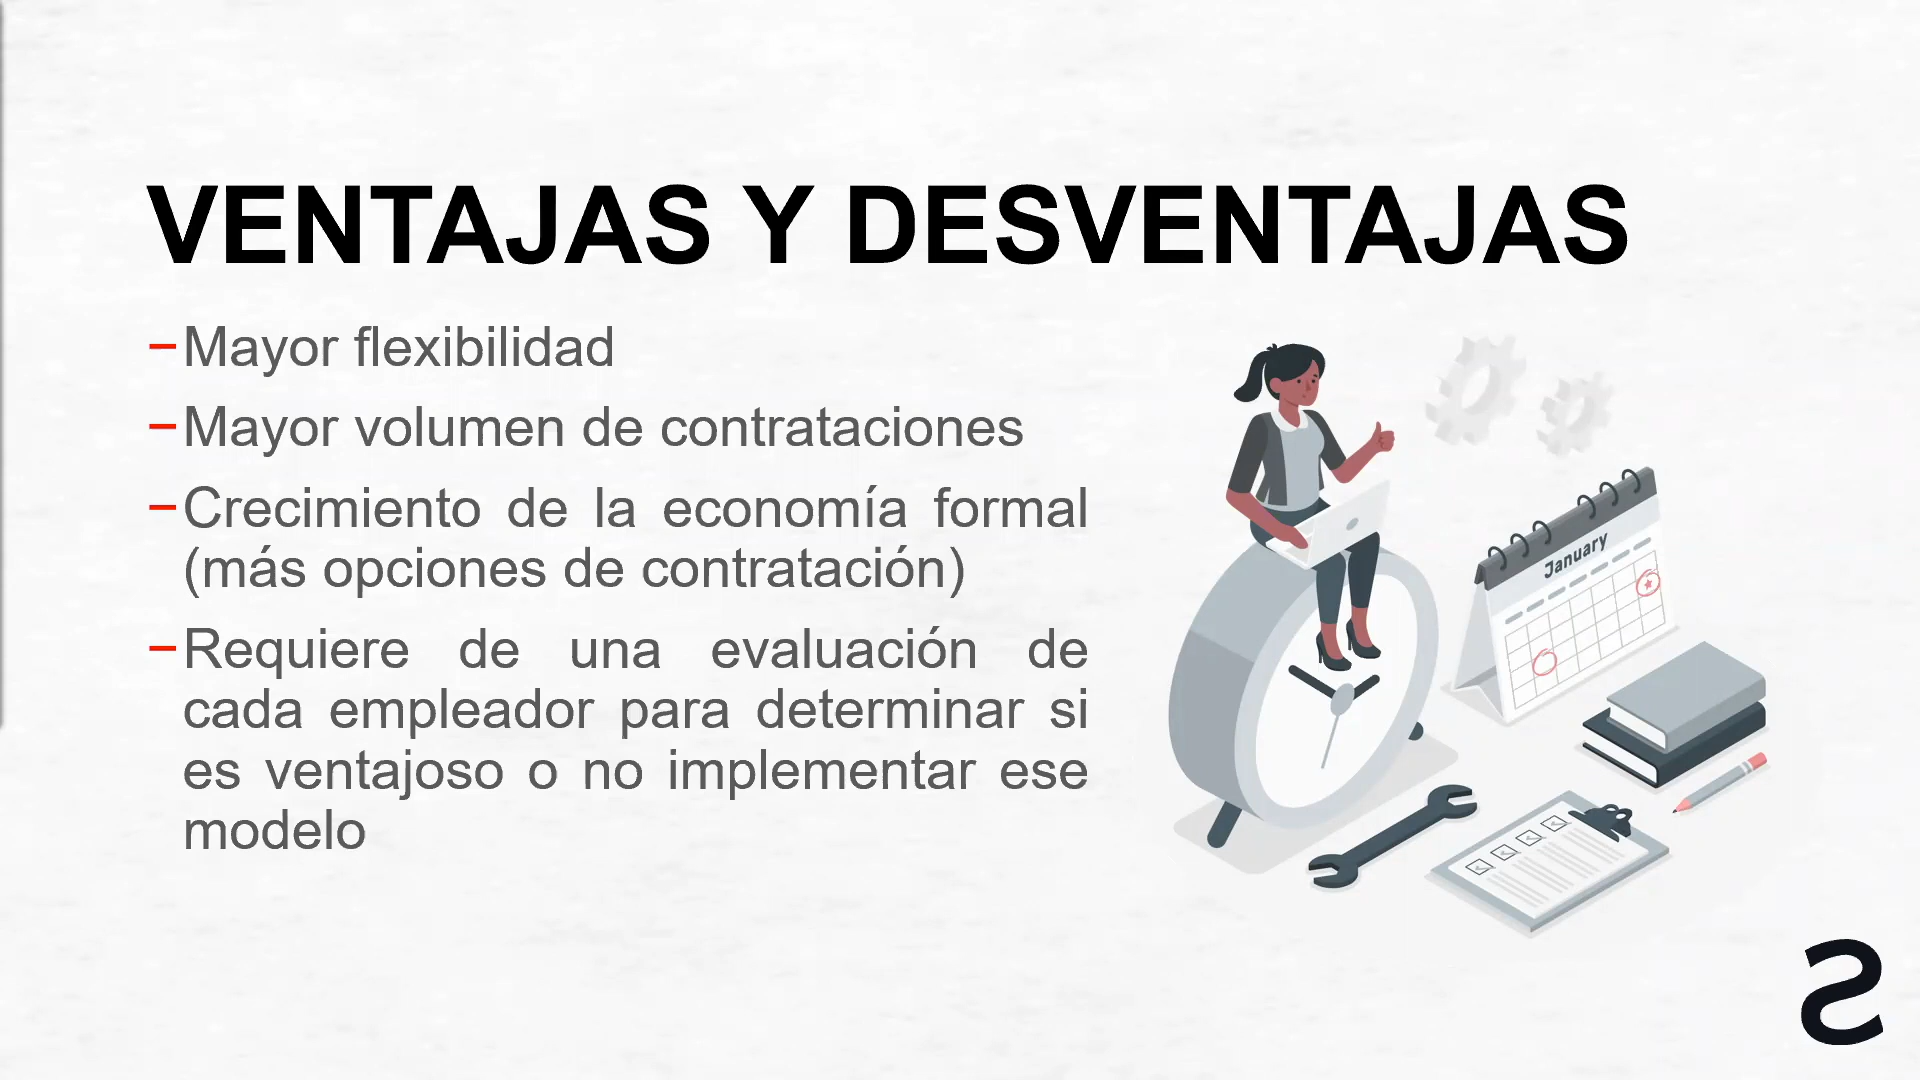 VENTAJAS Y DESVENTAJAS
−Mayor flexibilidad
−Mayor volumen de contrataciones
−Crecimiento de la economía formal
(más opciones de contratación)
−Requiere de una evaluación de
cada empleador para determinar si
es ventajoso o no implementar ese
modelo
January